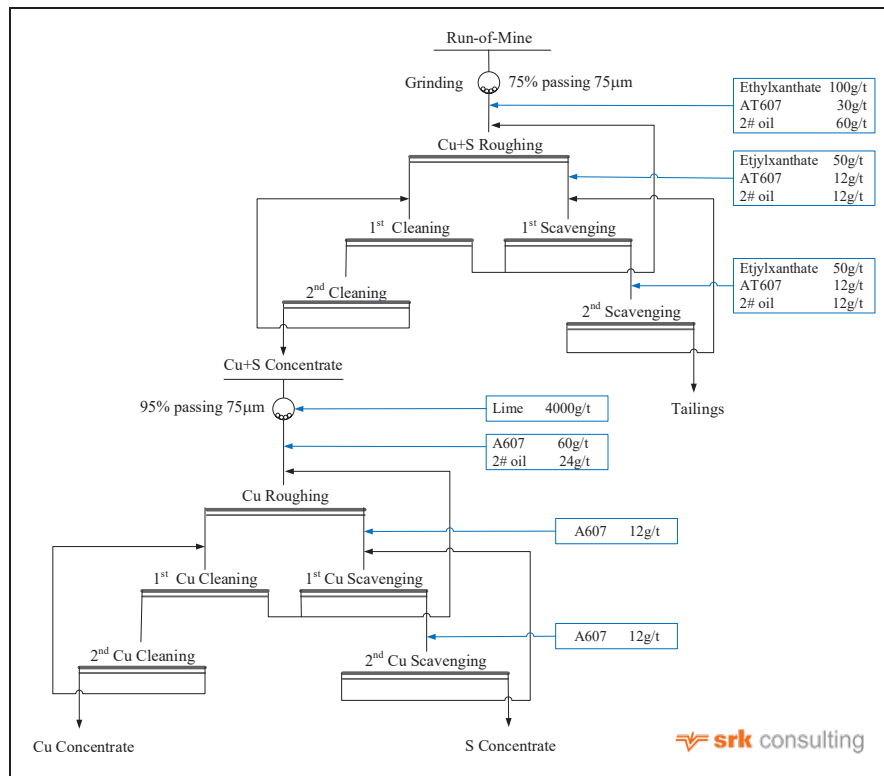 Run-of-Mine
Grinding 75% passing 75μm
Ethylxanthate 100g/t
AT607 30g/t
2# oil 60g/t
Cu+S Roughing
Etjylxanthate 50g/t
AT607 12g/t
2# oil 12g/t
1st Cleaning 1st Scavenging
Etjylxanthate 50g/t
AT607 12g/t
2# oil 12g/t
2nd Cleaning
2nd Scavenging
Cu+S Concentrate
Tailings
95% passing 75μm
Lime 4000g/t
A607 60g/t
2# oil 24g/t
Cu Roughing
A607 12g/t
1st Cu Cleaning 1st Cu Scavenging
A607 12g/t
2nd Cu Cleaning 2nd Cu Scavenging
Cu Concentrate S Concentrate
srk consulting